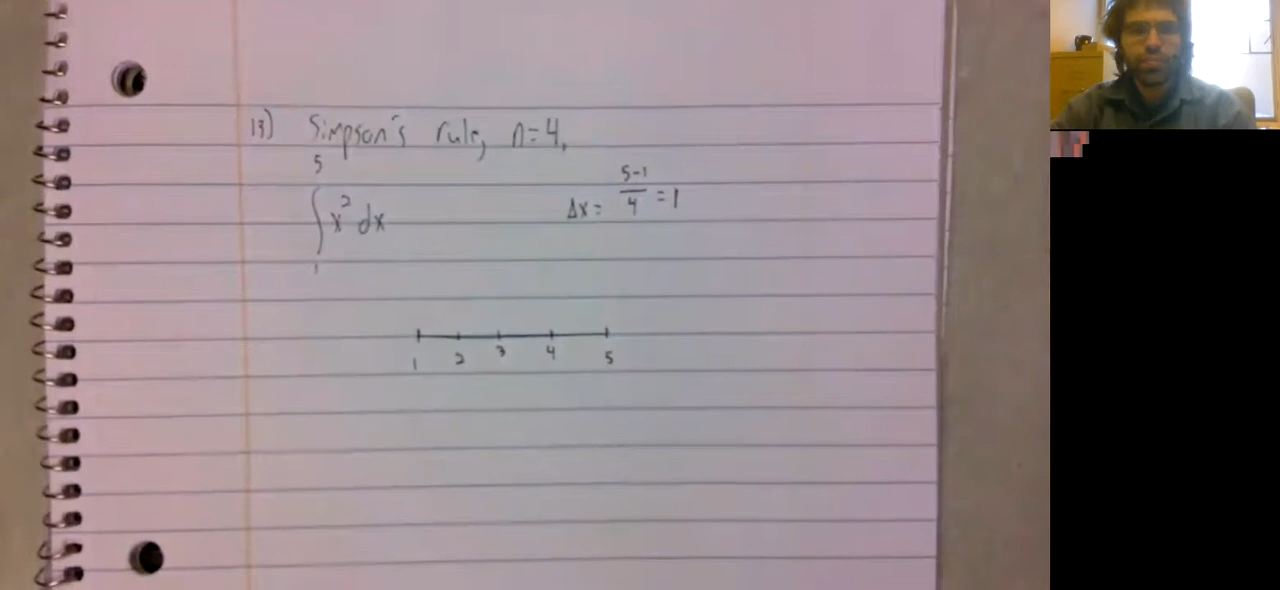 13) Simpson's rule, n=4,
5
∫ x² dx
1
Δx = 5-1/4 = 1
1 2 3 4 5